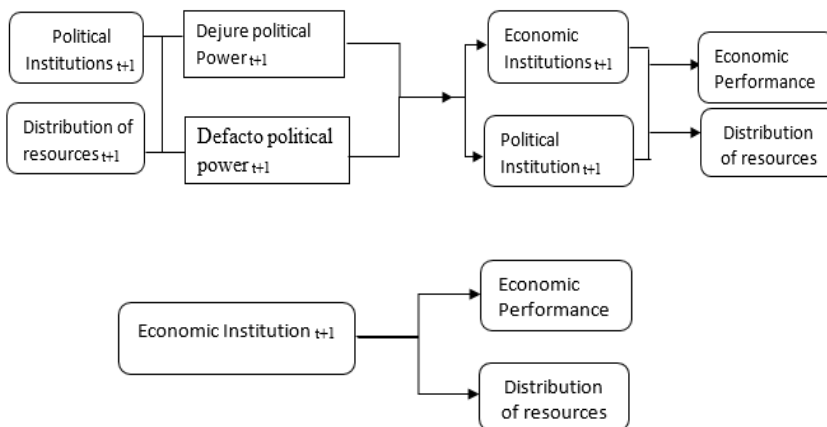 Political
Institutions t+1
Dejure political
Power t+1
Economic
Institutions t+1
Economic
Performance
Distribution of
resources t+1
Defacto political
power t+1
Political
Institution t+1
Distribution
of resources
Economic Institution t+1
Economic
Performance
Distribution
of resources